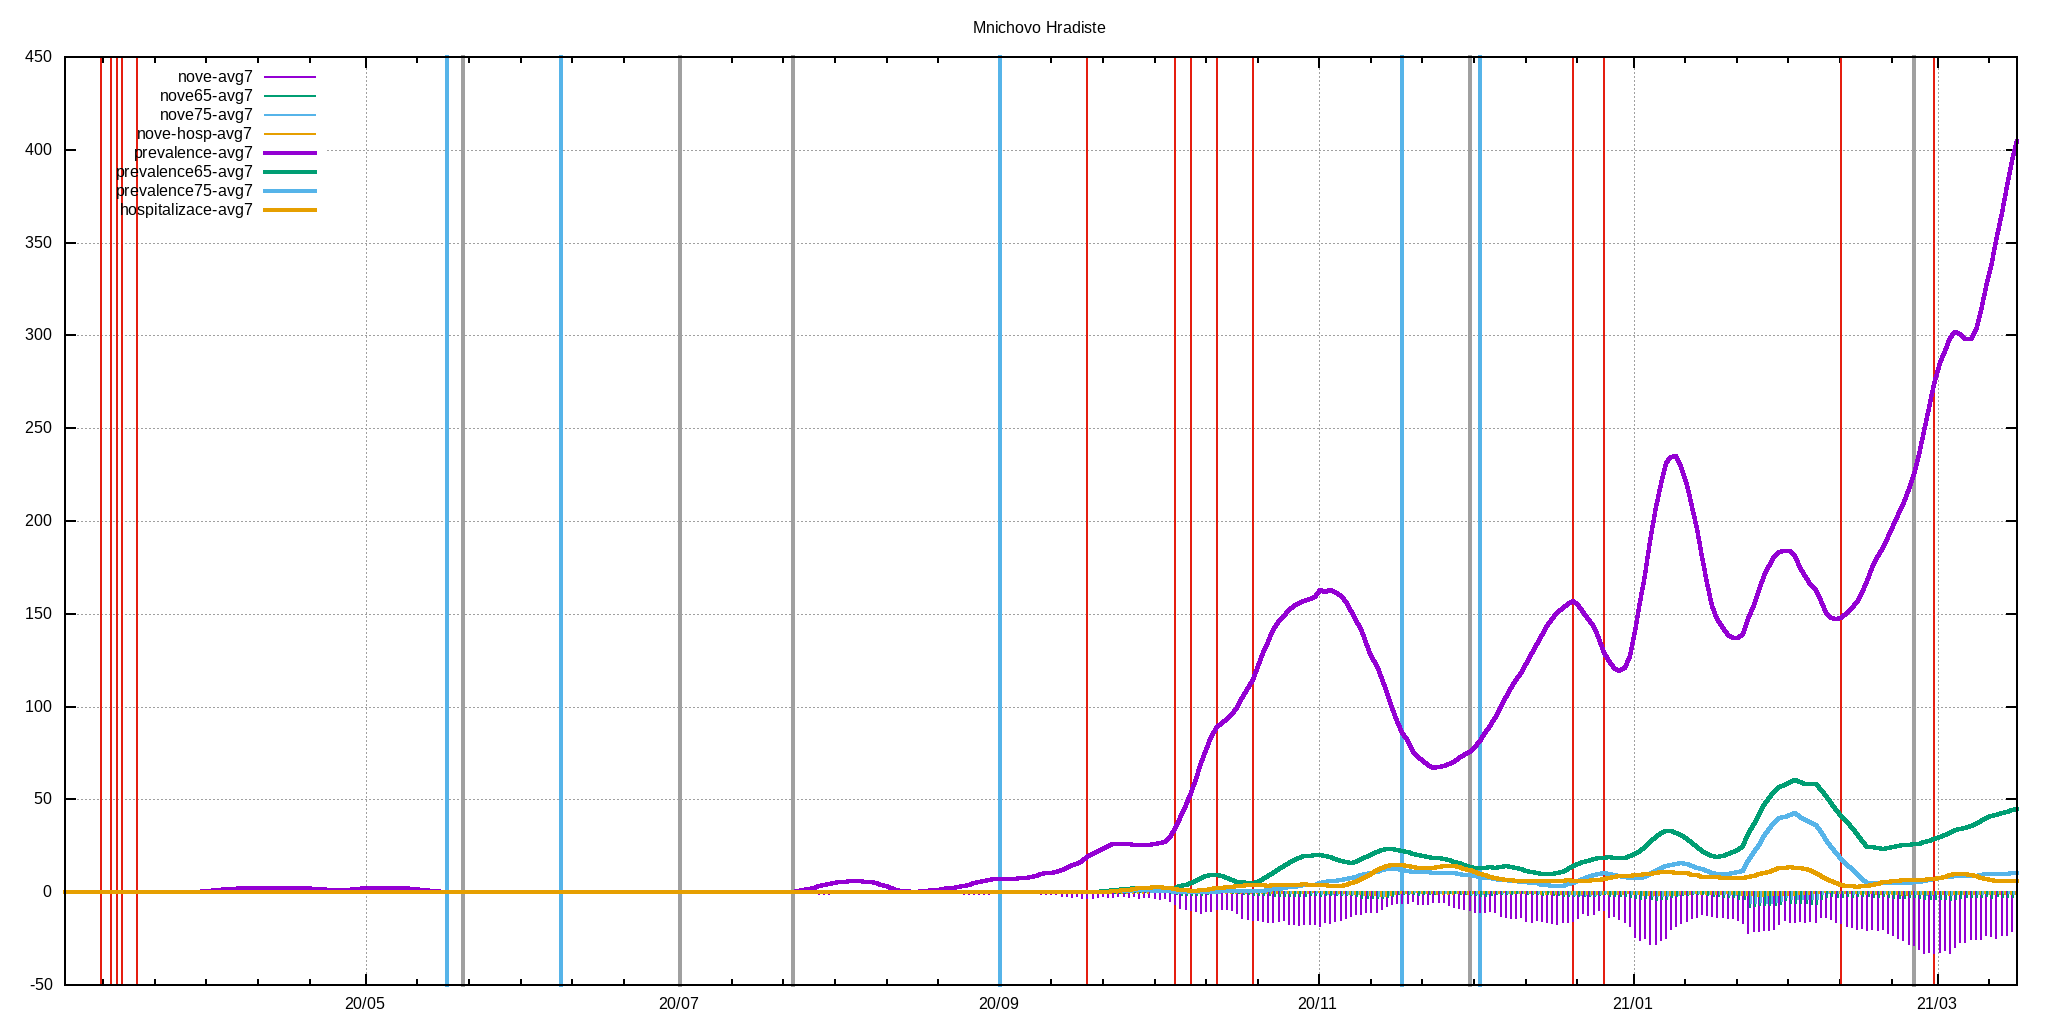 Mnichovo Hradiste
450
400
350
300
250
200
150
100
50
0
-50
nove-avg7
nove65-avg7
nove75-avg7
nove-hosp-avg7
prevalence-avg7
prevalence65-avg7
prevalence75-avg7
hospitalizace-avg7
20/05 20/07 20/09 20/11 21/01 21/03